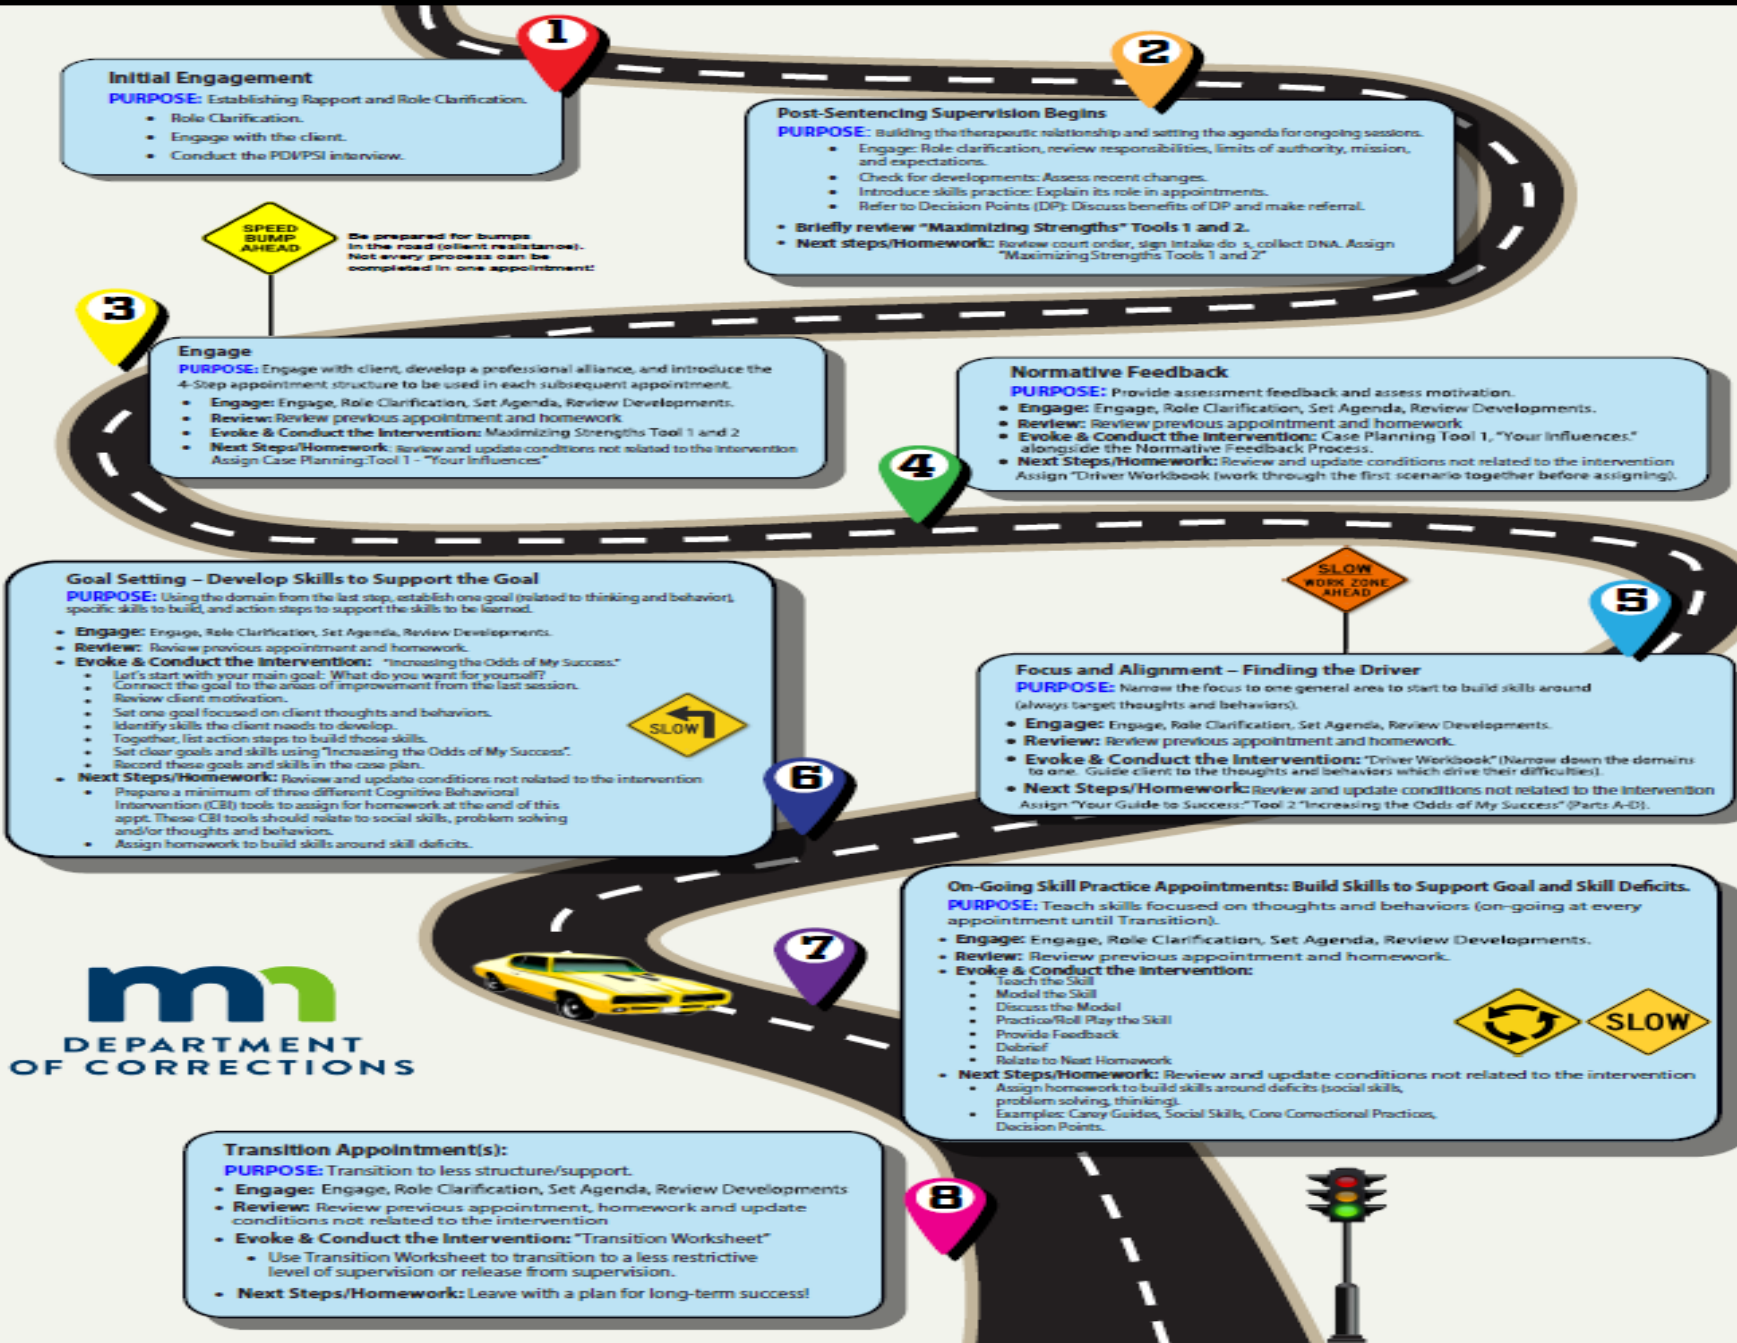 1
Initial Engagement
PURPOSE: Establishing Rapport and Role Clarification.
• Role Clarification.
• Engage with the client.
• Conduct the PDI/PSI interview.
2
Post-Sentencing Supervision Begins
PURPOSE: Building the therapeutic relationship and setting the agenda for ongoing sessions.
• Engage: Role clarification, review responsibilities, limits of authority, mission,
and expectations.
• Check for developments: Assess recent changes.
• Introduce skills practice: Explain its role in appointments.
• Refer to Decision Points (DP): Discuss benefits of DP and make referral.
• Briefly review "Maximizing Strengths" Tools 1 and 2.
• Next steps/Homework: Review court order, sign intake do s, collect DNA. Assign
"Maximizing Strengths Tools 1 and 2"
SPEED
BUMP
AHEAD
Be prepared for bumps
in the road (client resistance).
Not every process can be
completed in one appointment!
3
Engage
PURPOSE: Engage with client, develop a professional alliance, and introduce the
4-Step appointment structure to be used in each subsequent appointment.
• Engage: Engage, Role Clarification, Set Agenda, Review Developments.
• Review: Review previous appointment and homework
• Evoke & Conduct the Intervention: Maximizing Strengths Tool 1 and 2
• Next Steps/Homework: Review and update conditions not related to the intervention
Assign Case Planning:Tool 1 - "Your Influences"
4
Normative Feedback
PURPOSE: Provide assessment feedback and assess motivation.
• Engage: Engage, Role Clarification, Set Agenda, Review Developments.
• Review: Review previous appointment and homework
• Evoke & Conduct the Intervention: Case Planning Tool 1, "Your Influences."
alongside the Normative Feedback Process.
• Next Steps/Homework: Review and update conditions not related to the intervention
Assign "Driver Workbook (work through the first scenario together before assigning).
SLOW
WORK ZONE
AHEAD
5
Focus and Alignment – Finding the Driver
PURPOSE: Narrow the focus to one general area to start to build skills around
(always target thoughts and behaviors).
• Engage: Engage, Role Clarification, Set Agenda, Review Developments.
• Review: Review previous appointment and homework.
• Evoke & Conduct the Intervention: "Driver Workbook" (Narrow down the domains
to one. Guide client to the thoughts and behaviors which drive their difficulties).
• Next Steps/Homework: Review and update conditions not related to the intervention
Assign "Your Guide to Success:" Tool 2 "Increasing the Odds of My Success" (Parts A-D).
6
Goal Setting – Develop Skills to Support the Goal
PURPOSE: Using the domain from the last step, establish one goal (related to thinking and behavior),
specific skills to build, and action steps to support the skills to be learned.
• Engage: Engage, Role Clarification, Set Agenda, Review Developments.
• Review: Review previous appointment and homework.
• Evoke & Conduct the Intervention: "Increasing the Odds of My Success."
• Let's start with your main goal: What do you want for yourself?
• Connect the goal to the areas of improvement from the last session.
• Review client motivation.
• Set one goal focused on client thoughts and behaviors.
• Identify skills the client needs to develop.
• Together, list action steps to build those skills.
• Set clear goals and skills using "Increasing the Odds of My Success".
• Record these goals and skills in the case plan.
• Next Steps/Homework: Review and update conditions not related to the intervention
• Prepare a minimum of three different Cognitive Behavioral
Intervention (CBI) tools to assign for homework at the end of this
appt. These CBI tools should relate to social skills, problem solving
and/or thoughts and behaviors.
• Assign homework to build skills around skill deficits.
SLOW
7
On-Going Skill Practice Appointments: Build Skills to Support Goal and Skill Deficits.
PURPOSE: Teach skills focused on thoughts and behaviors (on-going at every
appointment until Transition).
• Engage: Engage, Role Clarification, Set Agenda, Review Developments.
• Review: Review previous appointment and homework.
• Evoke & Conduct the Intervention:
• Teach the Skill
• Model the Skill
• Discuss the Model
• Practice/Roll Play the Skill
• Provide Feedback
• Debrief
• Relate to Next Homework
• Next Steps/Homework: Review and update conditions not related to the intervention
• Assign homework to build skills around deficits (social skills,
problem solving, thinking).
• Examples: Carey Guides, Social Skills, Core Correctional Practices,
Decision Points.
SLOW
mn
DEPARTMENT
OF CORRECTIONS
8
Transition Appointment(s):
PURPOSE: Transition to less structure/support.
• Engage: Engage, Role Clarification, Set Agenda, Review Developments
• Review: Review previous appointment, homework and update
conditions not related to the intervention
• Evoke & Conduct the Intervention: "Transition Worksheet"
• Use Transition Worksheet to transition to a less restrictive
level of supervision or release from supervision.
• Next Steps/Homework: Leave with a plan for long-term success!